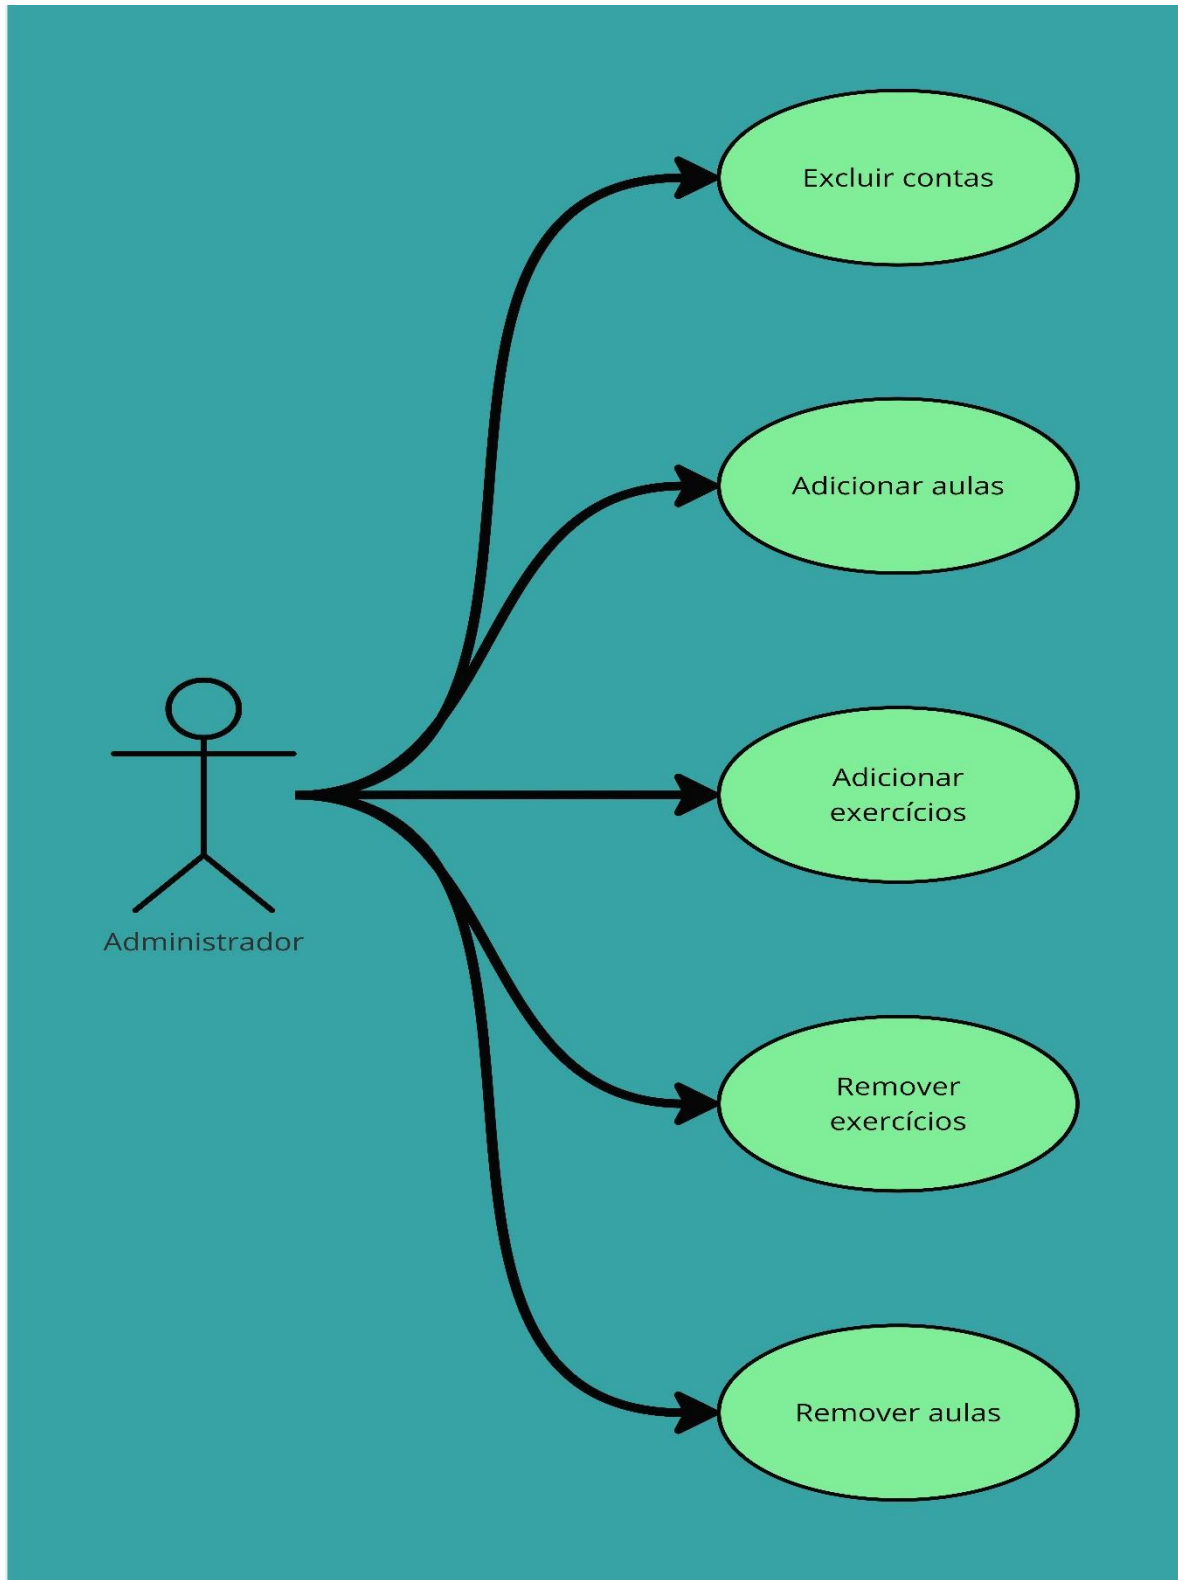 Excluir contas
Adicionar aulas
Adicionar
exercícios
Administrador
Remover
exercícios
Remover aulas